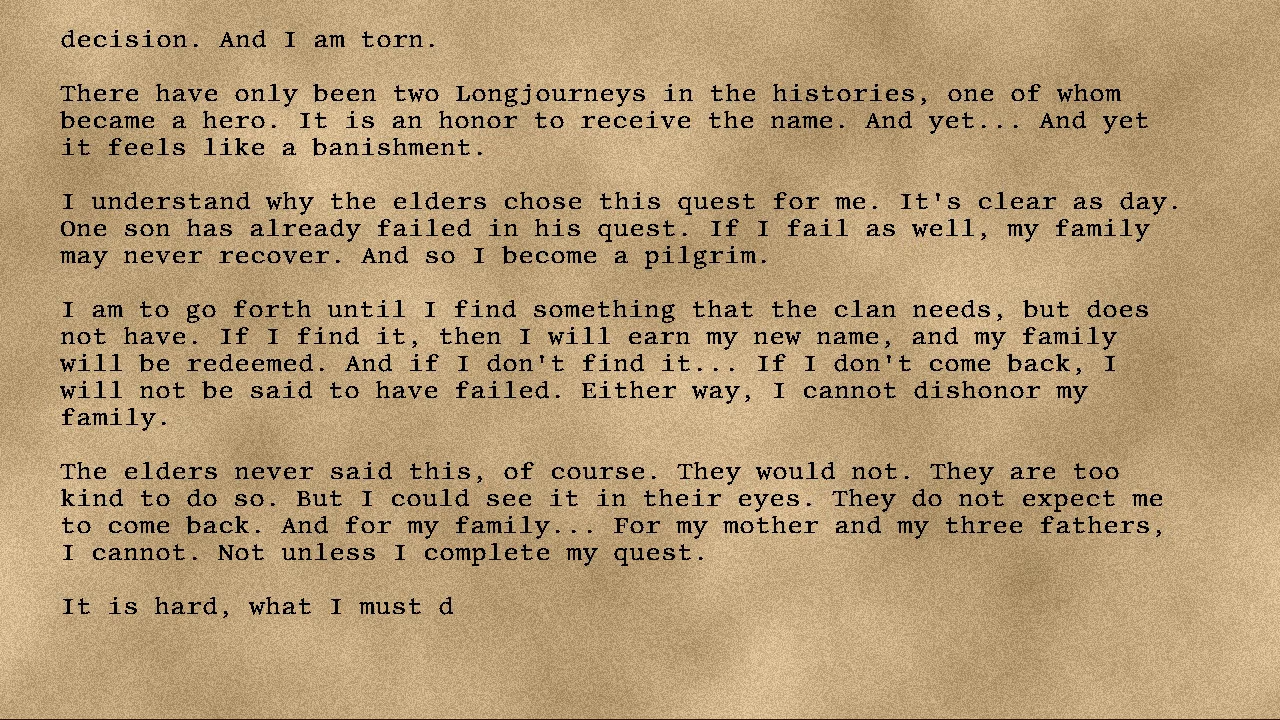 decision. And I am torn.
There have only been two Longjourneys in the histories, one of whom
became a hero. It is an honor to receive the name. And yet... And yet
it feels like a banishment.
I understand why the elders chose this quest for me. It's clear as day.
One son has already failed in his quest. If I fail as well, my family
may never recover. And so I become a pilgrim.
I am to go forth until I find something that the clan needs, but does
not have. If I find it, then I will earn my new name, and my family
will be redeemed. And if I don't find it... If I don't come back, I
will not be said to have failed. Either way, I cannot dishonor my
family.
The elders never said this, of course. They would not. They are too
kind to do so. But I could see it in their eyes. They do not expect me
to come back. And for my family... For my mother and my three fathers,
I cannot. Not unless I complete my quest.
It is hard, what I must d